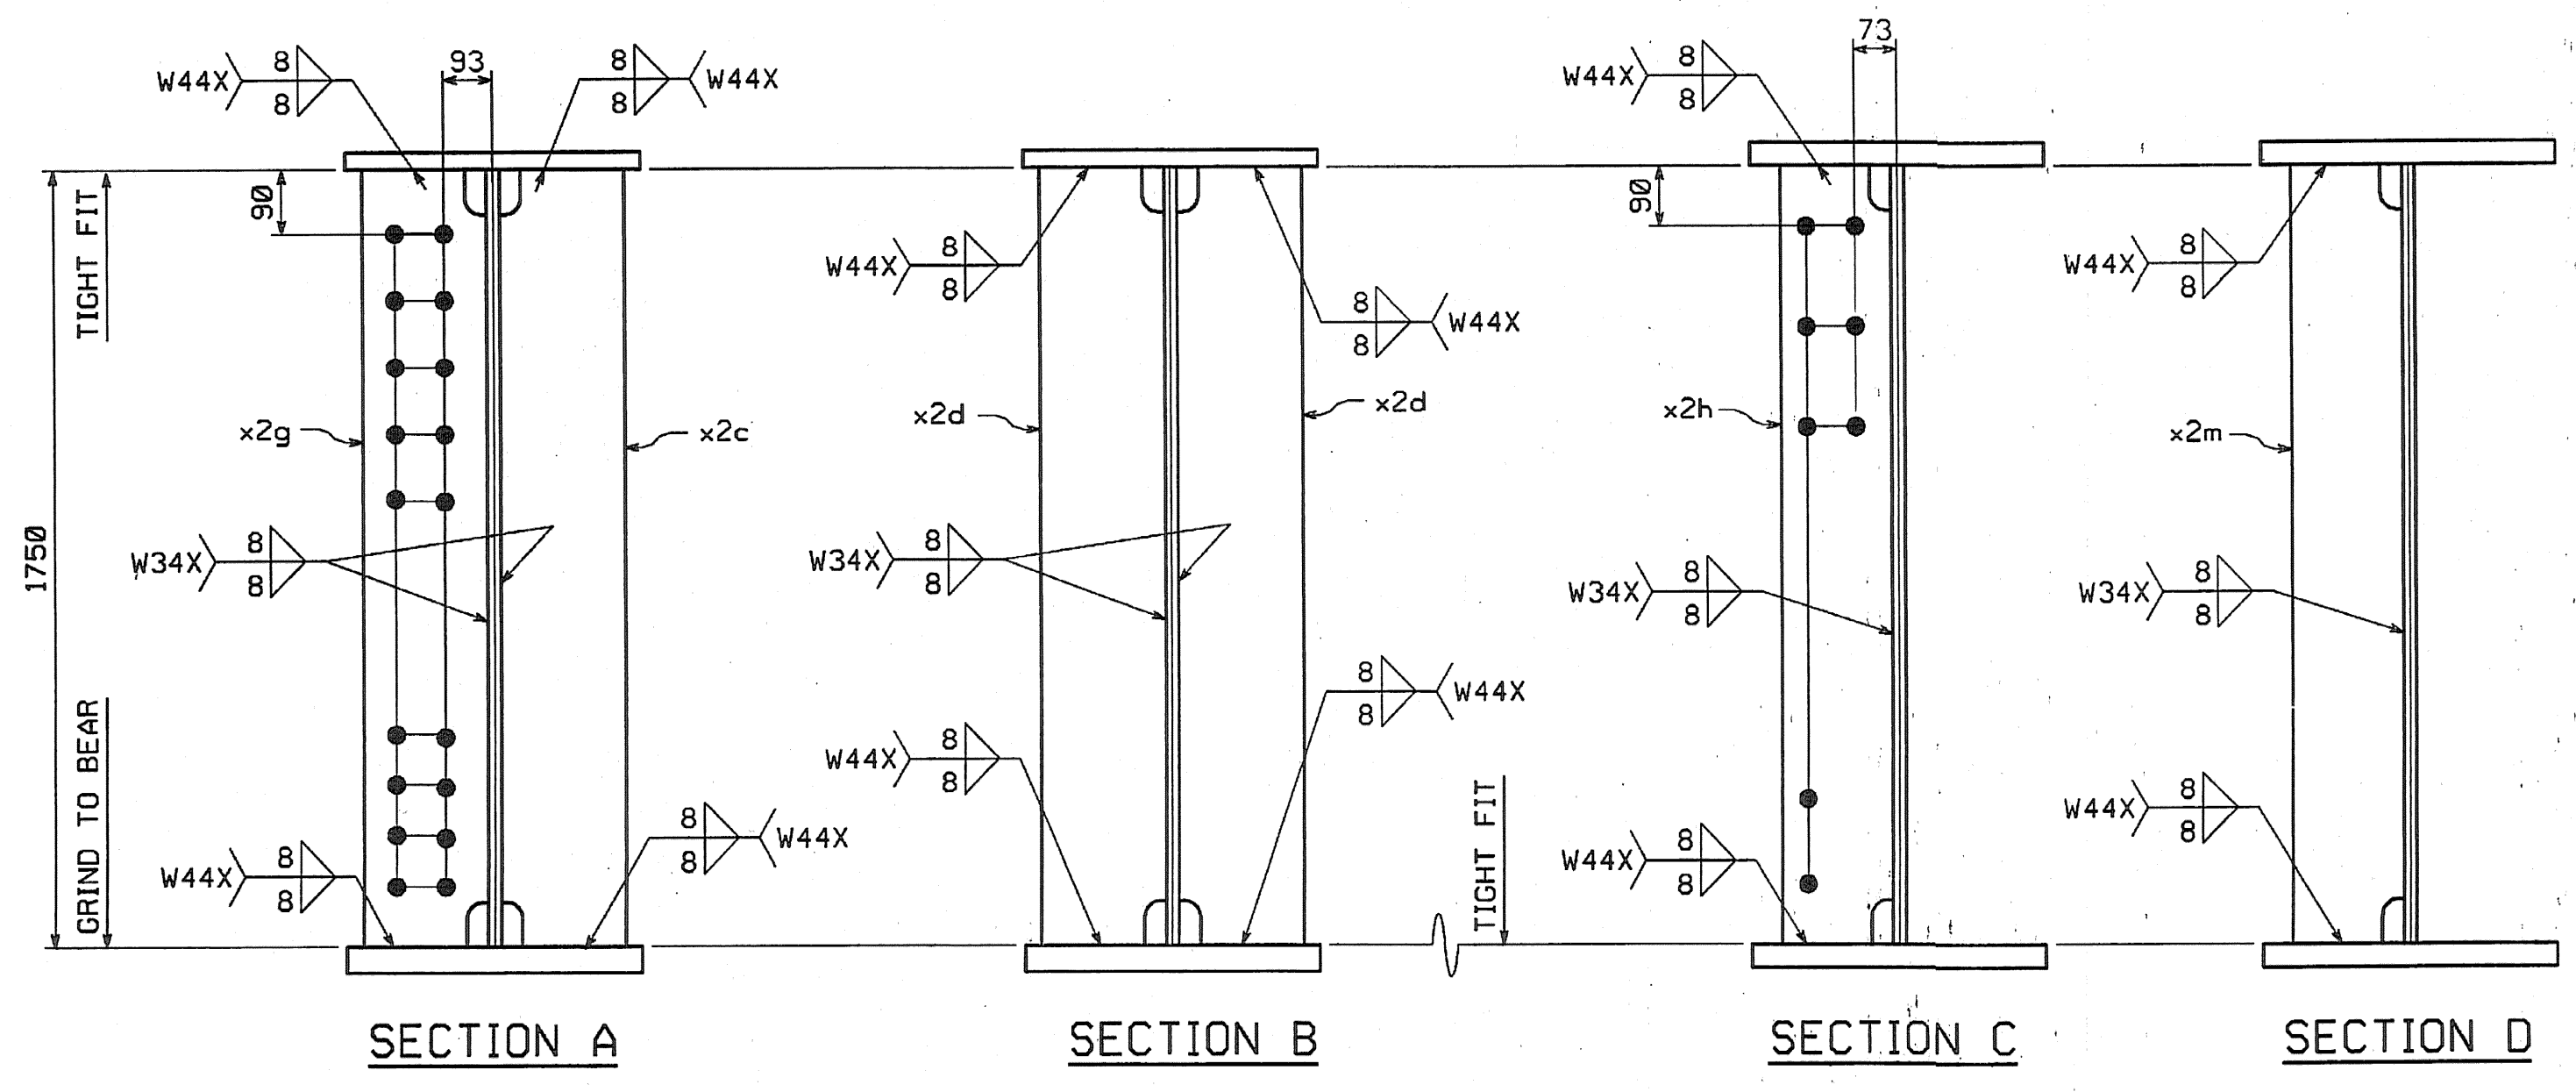 W44X 8 8
93
8 8 W44X
90
TIGHT FIT
x2g
x2c
1750
W34X 8 8
GRIND TO BEAR
W44X 8 8
8 8 W44X
SECTION A
W44X 8 8
8 8 W44X
x2d
x2d
W34X 8 8
8 8 W44X
W44X 8 8
SECTION B
W44X 8 8
73
90
x2h
W34X 8 8
TIGHT FIT
W44X 8 8
SECTION C
W44X 8 8
x2m
W34X 8 8
W44X 8 8
SECTION D